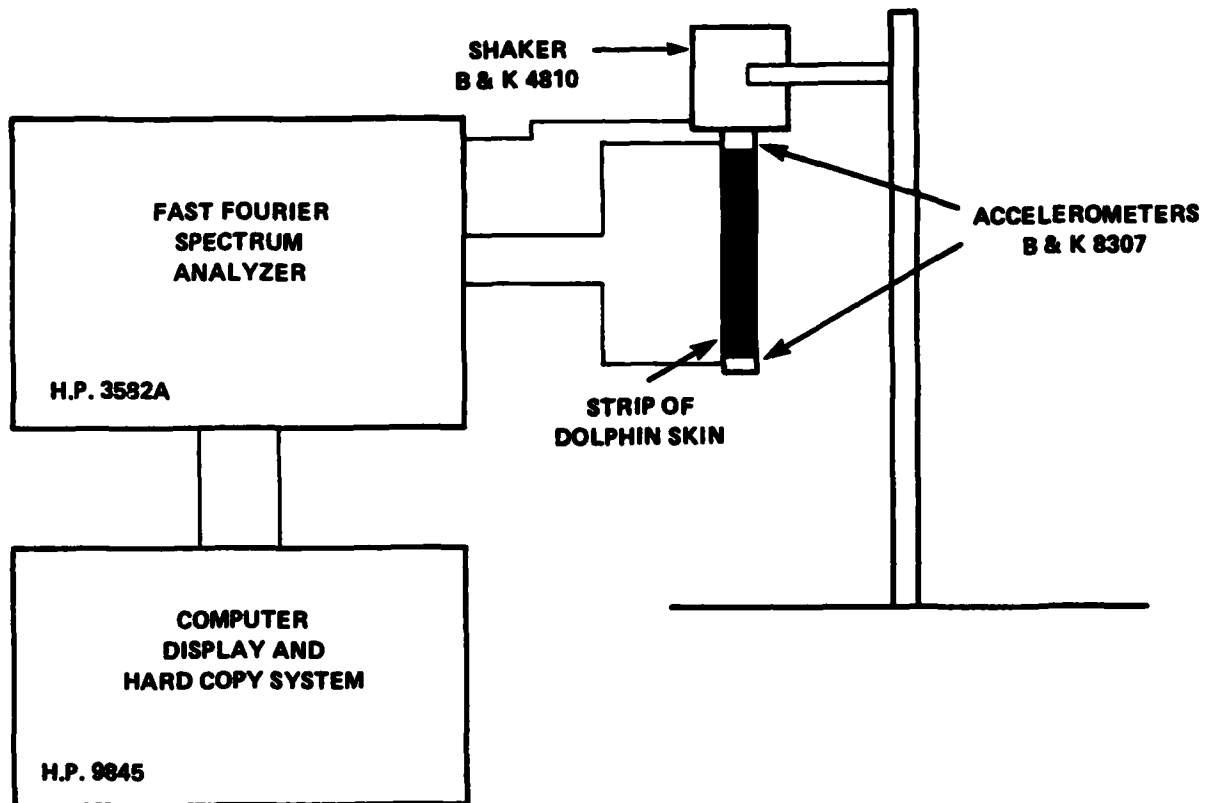 SHAKER
B & K 4810
FAST FOURIER
SPECTRUM
ANALYZER
H.P. 3582A
ACCELEROMETERS
B & K 8307
STRIP OF
DOLPHIN SKIN
COMPUTER
DISPLAY AND
HARD COPY SYSTEM
H.P. 9845